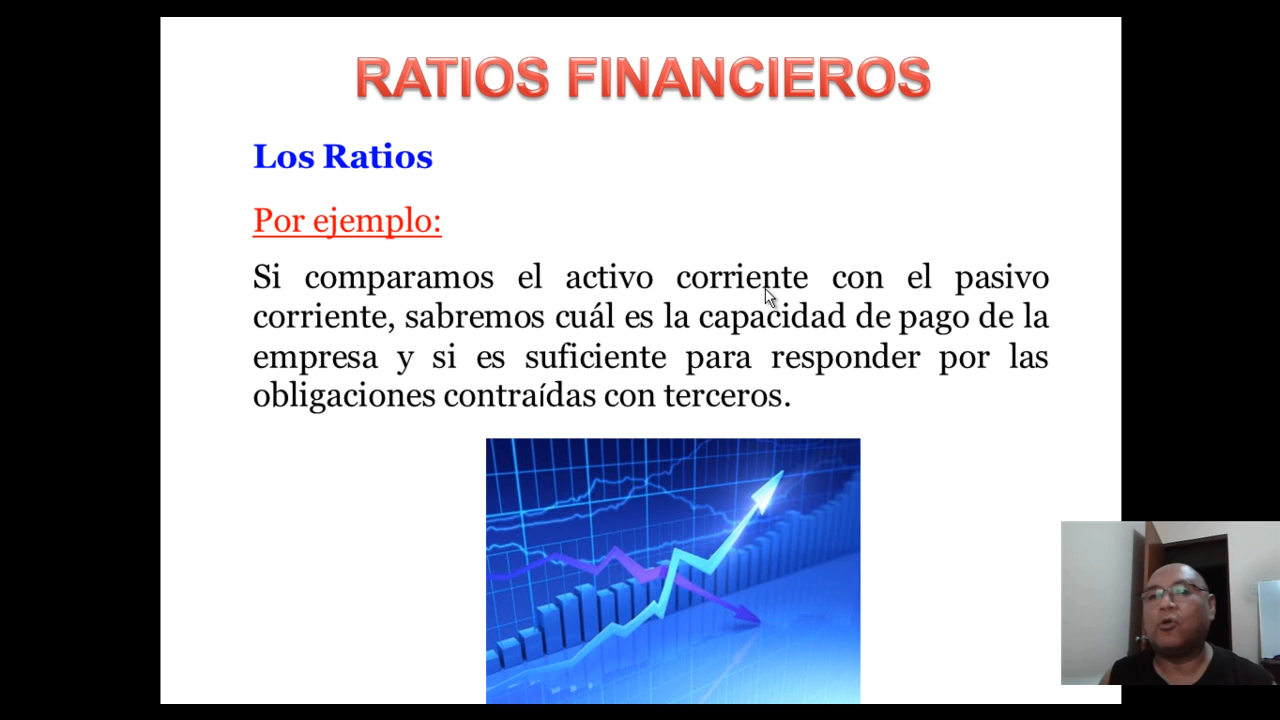 RATIOS FINANCIEROS
Los Ratios
Por ejemplo:
Si comparamos el activo corriente con el pasivo
corriente, sabremos cuál es la capacidad de pago de la
empresa y si es suficiente para responder por las
obligaciones contraídas con terceros.